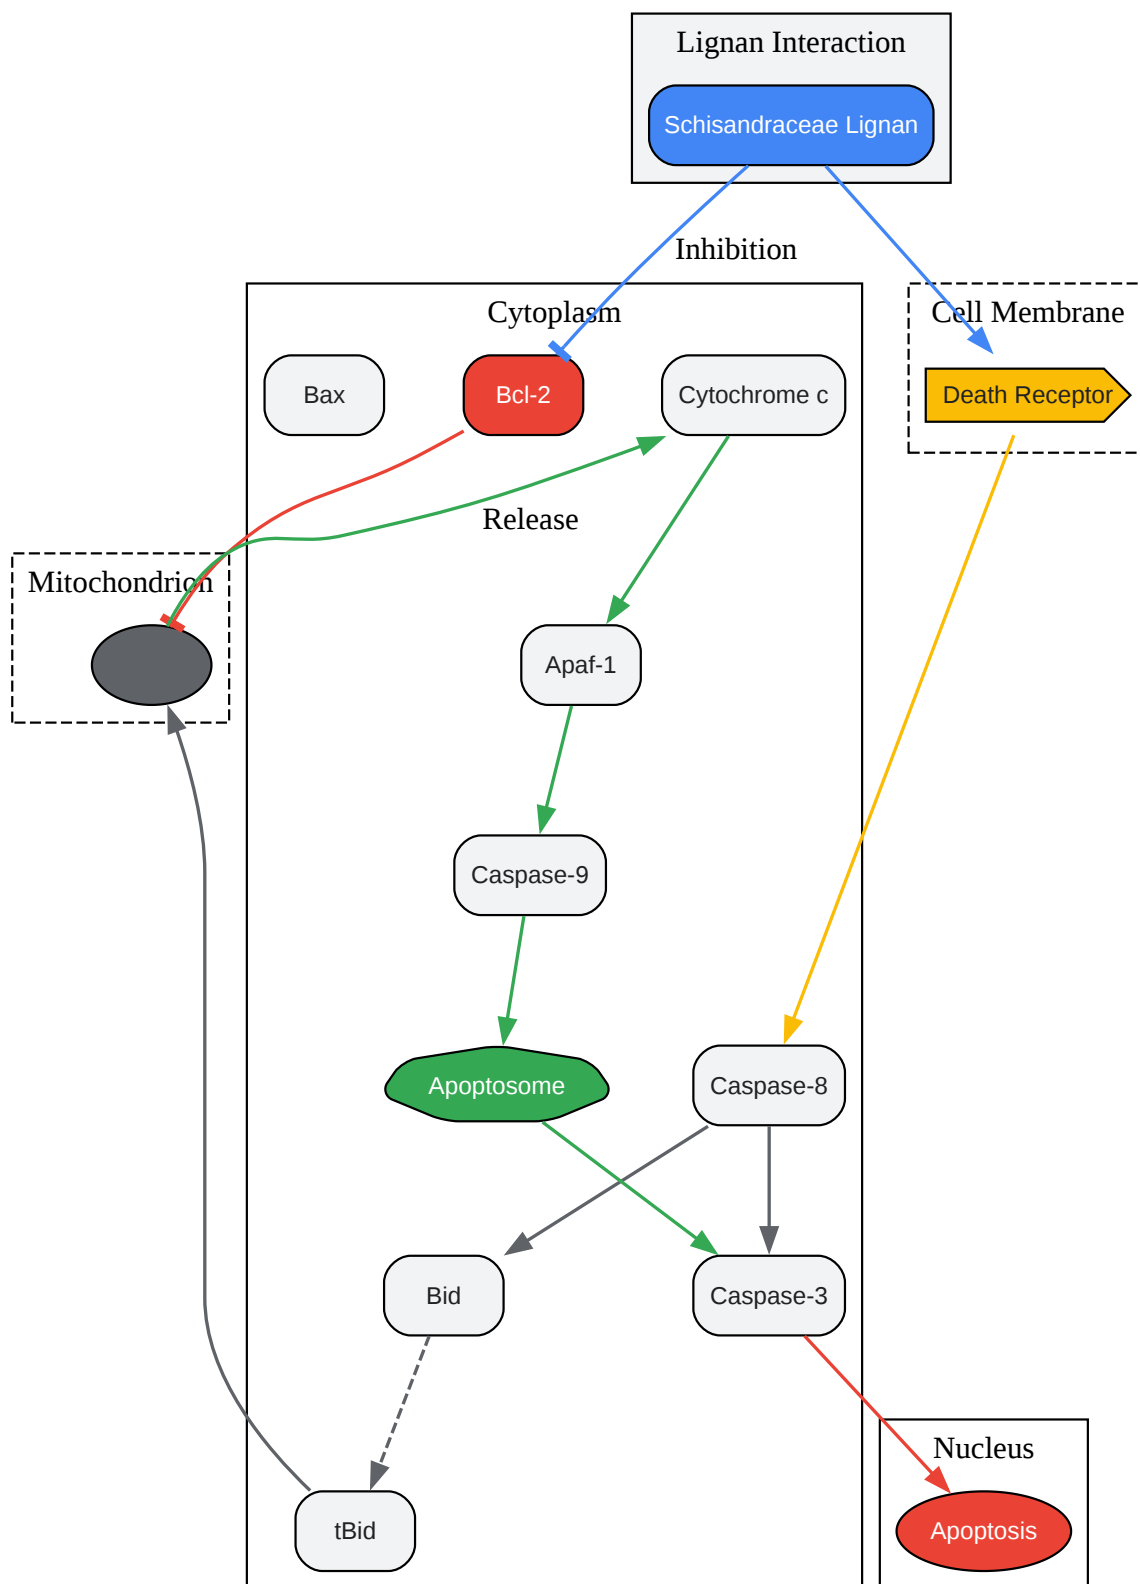 Lignan Interaction
Schisandraceae Lignan
Inhibition
Cytoplasm
Cell Membrane
Bax
Bcl-2
Cytochrome c
Death Receptor
Release
Mitochondrion
Apaf-1
Caspase-9
Apoptosome
Caspase-8
Bid
Caspase-3
Nucleus
tBid
Apoptosis